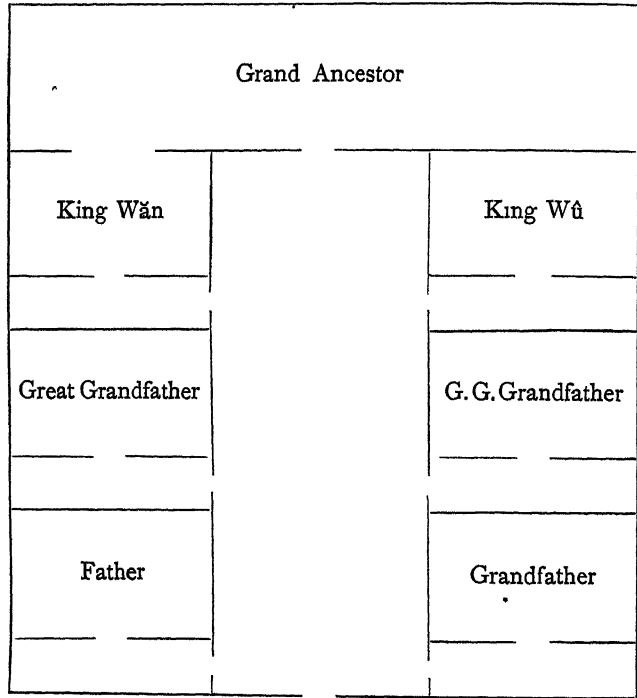 Grand Ancestor
King Wăn
King Wû
Great Grandfather
G. G. Grandfather
Father
Grandfather